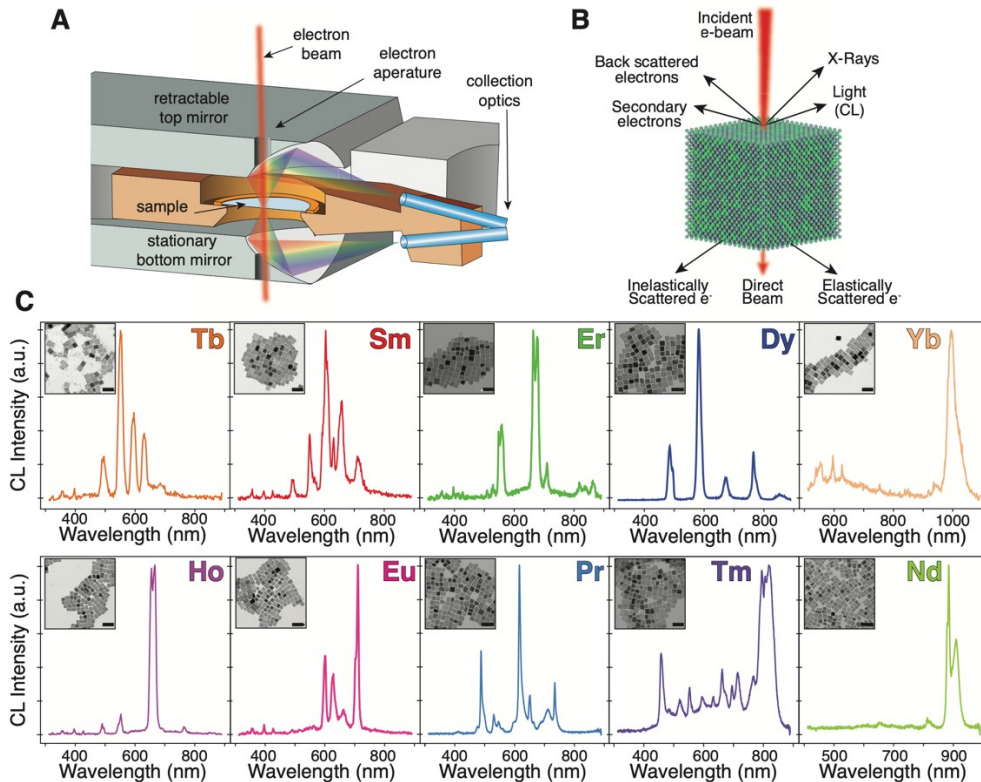 A
electron
beam
electron
aperature
collection
optics
retractable
top mirror
sample
stationary
bottom mirror
B
Incident
e-beam
Back scattered
electrons
X-Rays
Secondary
electrons
Light
(CL)
Inelastically
Scattered e-
Direct
Beam
Elastically
Scattered e-
C
CL Intensity (a.u.)
Tb
400 600 800
Wavelength (nm)
Sm
400 600 800
Wavelength (nm)
Er
400 600 800
Wavelength (nm)
Dy
400 600 800
Wavelength (nm)
Yb
600 800 1000
Wavelength (nm)
CL Intensity (a.u.)
Ho
400 600 800
Wavelength (nm)
Eu
400 600 800
Wavelength (nm)
Pr
400 600 800
Wavelength (nm)
Tm
400 600 800
Wavelength (nm)
Nd
500 700 900
Wavelength (nm)